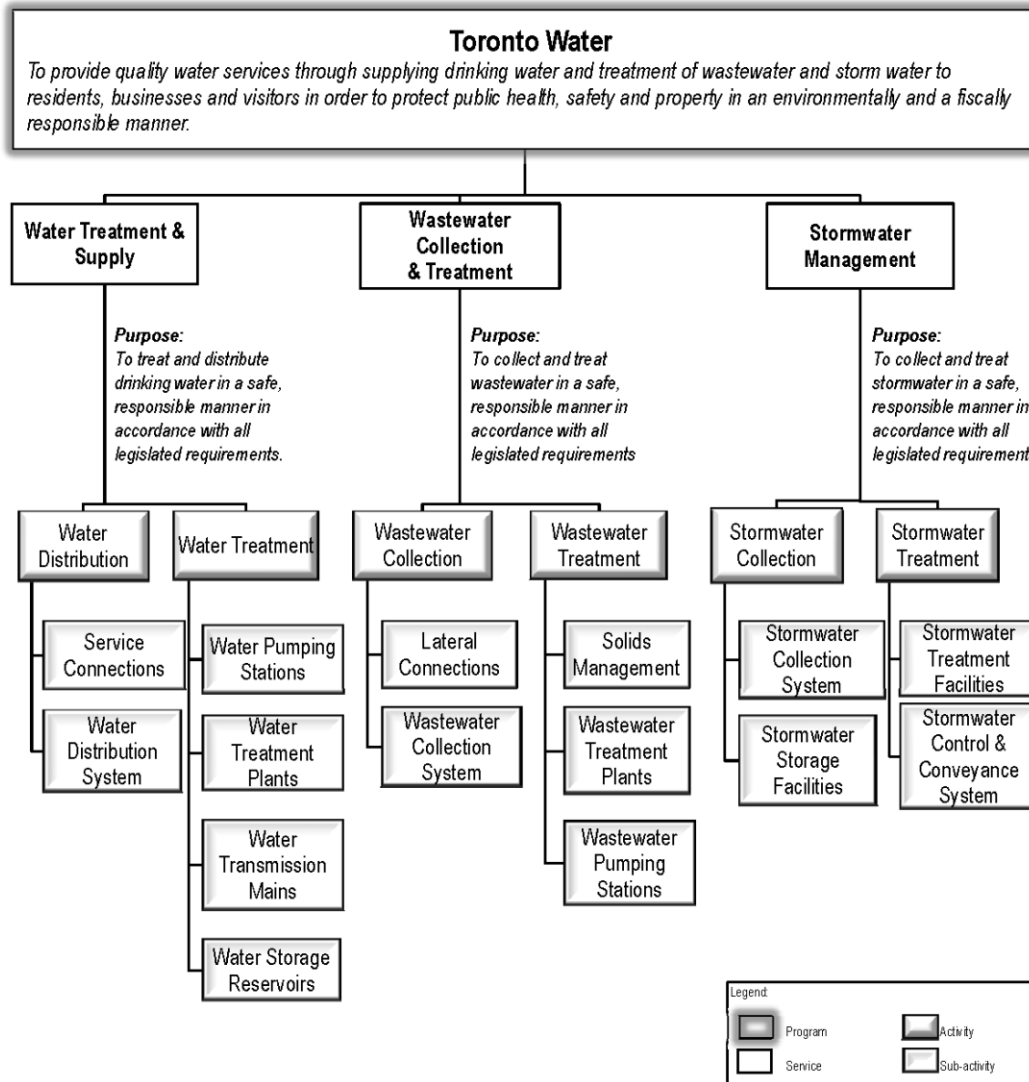 Toronto Water
To provide quality water services through supplying drinking water and treatment of wastewater and storm water to
residents, businesses and visitors in order to protect public health, safety and property in an environmentally and a fiscally
responsible manner.
Water Treatment &
Supply
Wastewater
Collection
& Treatment
Stormwater
Management
Purpose:
To treat and distribute
drinking water in a safe,
responsible manner in
accordance with all
legislated requirements.
Purpose:
To collect and treat
wastewater in a safe,
responsible manner in
accordance with all
legislated requirements
Purpose:
To collect and treat
stormwater in a safe,
responsible manner in
accordance with all
legislated requirement
Water
Distribution
Water Treatment
Wastewater
Collection
Wastewater
Treatment
Stormwater
Collection
Stormwater
Treatment
Service
Connections
Water
Distribution
System
Water Pumping
Stations
Water
Treatment
Plants
Water
Transmission
Mains
Water Storage
Reservoirs
Lateral
Connections
Wastewater
Collection
System
Solids
Management
Wastewater
Treatment
Plants
Wastewater
Pumping
Stations
Stormwater
Collection
System
Stormwater
Storage
Facilities
Stormwater
Treatment
Facilities
Stormwater
Control &
Conveyance
System
Legend:
Program
Activity
Service
Sub-activity